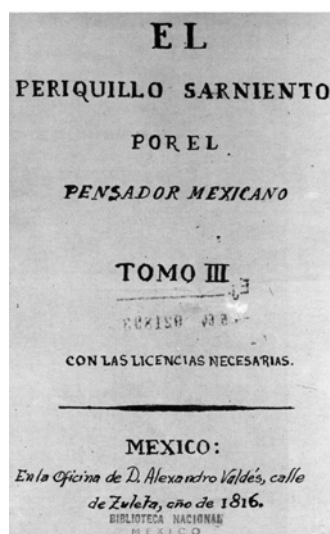 EL
PERIQUILLO SARNIENTO
POR EL
PENSADOR MEXICANO
TOMO III
CON LAS LICENCIAS NECESARIAS.
MEXICO:
En la Oficina de D. Alexandro Valdés, calle
de Zuleta, año de 1816.
BIBLIOTECA NACIONAL
MEXICO